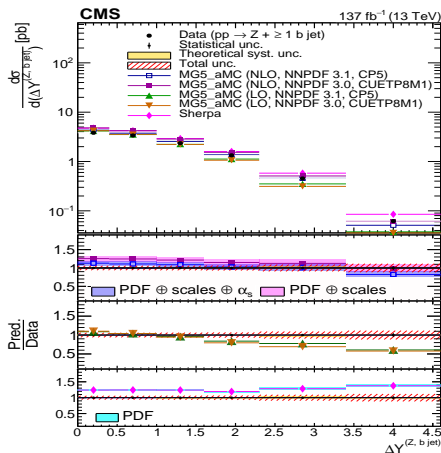 CMS 137 fb⁻¹ (13 TeV)
dσ/d(ΔY^(Z, b jet)) [pb]
Data (pp → Z + ≥ 1 b jet)
Statistical unc.
Theoretical syst. unc.
Total unc.
MG5_aMC (NLO, NNPDF 3.1, CP5)
MG5_aMC (NLO, NNPDF 3.0, CUETP8M1)
MG5_aMC (LO, NNPDF 3.1, CP5)
MG5_aMC (LO, NNPDF 3.0, CUETP8M1)
Sherpa
10²
10
1
10⁻¹
1.5
1
0.5
PDF ⊕ scales ⊕ αₛ PDF ⊕ scales
Pred.
Data
1.5
1
0.5
1.5
1
PDF
0 0.5 1 1.5 2 2.5 3 3.5 4 4.5
ΔY^(Z, b jet)